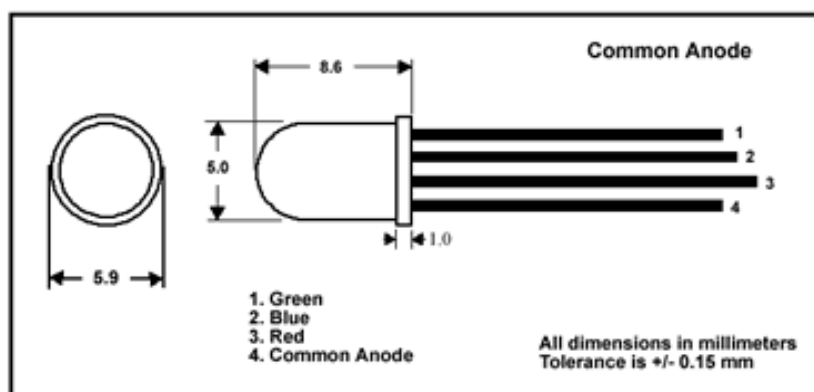 Common Anode
8.6
5.0
1
2
3
4
1.0
5.9
1. Green
2. Blue
3. Red
4. Common Anode
All dimensions in millimeters
Tolerance is +/- 0.15 mm